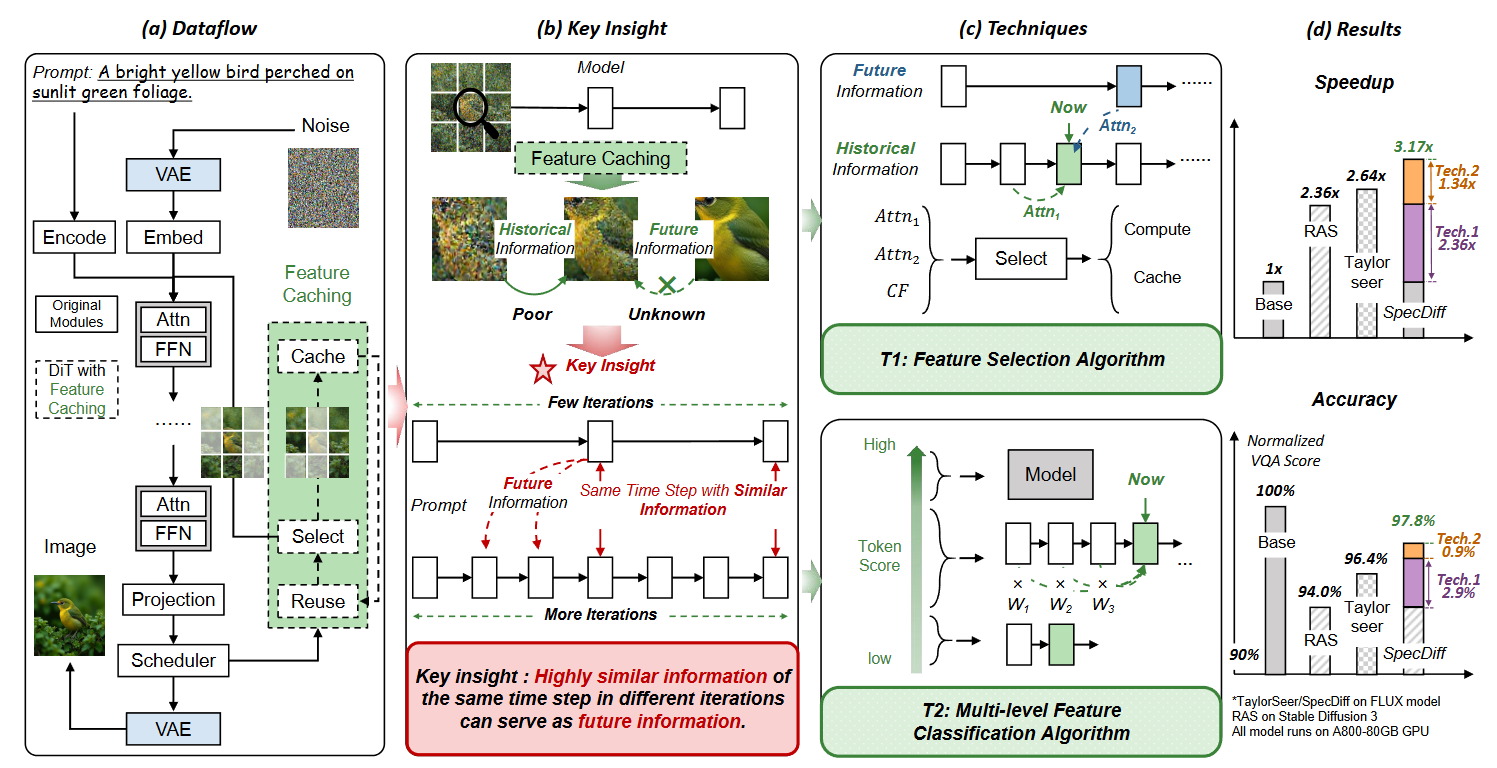 (a) Dataflow
Prompt: A bright yellow bird perched on
sunlit green foliage.
Noise
VAE
Encode
Embed
Original
Modules
Attn
FFN
DiT with
Feature
Caching
Feature
Caching
Cache
......
Attn
FFN
Select
Image
Projection
Reuse
Scheduler
VAE
(b) Key Insight
Model
Feature Caching
Historical
Information
Future
Information
Poor
Unknown
Key Insight
Few Iterations
Future
Information
Same Time Step with Similar
Information
Prompt
More Iterations
Key insight : Highly similar information of
the same time step in different iterations
can serve as future information.
(c) Techniques
Future
Information
......
Now
Attn2
Historical
Information
......
Attn1
Attn1
Attn2
CF
Select
Compute
Cache
T1: Feature Selection Algorithm
High
Token
Score
low
Model
Now
...
× × ×
W1 W2 W3
T2: Multi-level Feature
Classification Algorithm
(d) Results
Speedup
1x
Base
2.36x
RAS
2.64x
Taylor
seer
3.17x
SpecDiff
Tech.2
1.34x
Tech.1
2.36x
Accuracy
Normalized
VQA Score
90%
100%
Base
94.0%
RAS
96.4%
Taylor
seer
97.8%
SpecDiff
Tech.2
0.9%
Tech.1
2.9%
*TaylorSeer/SpecDiff on FLUX model
RAS on Stable Diffusion 3
All model runs on A800-80GB GPU